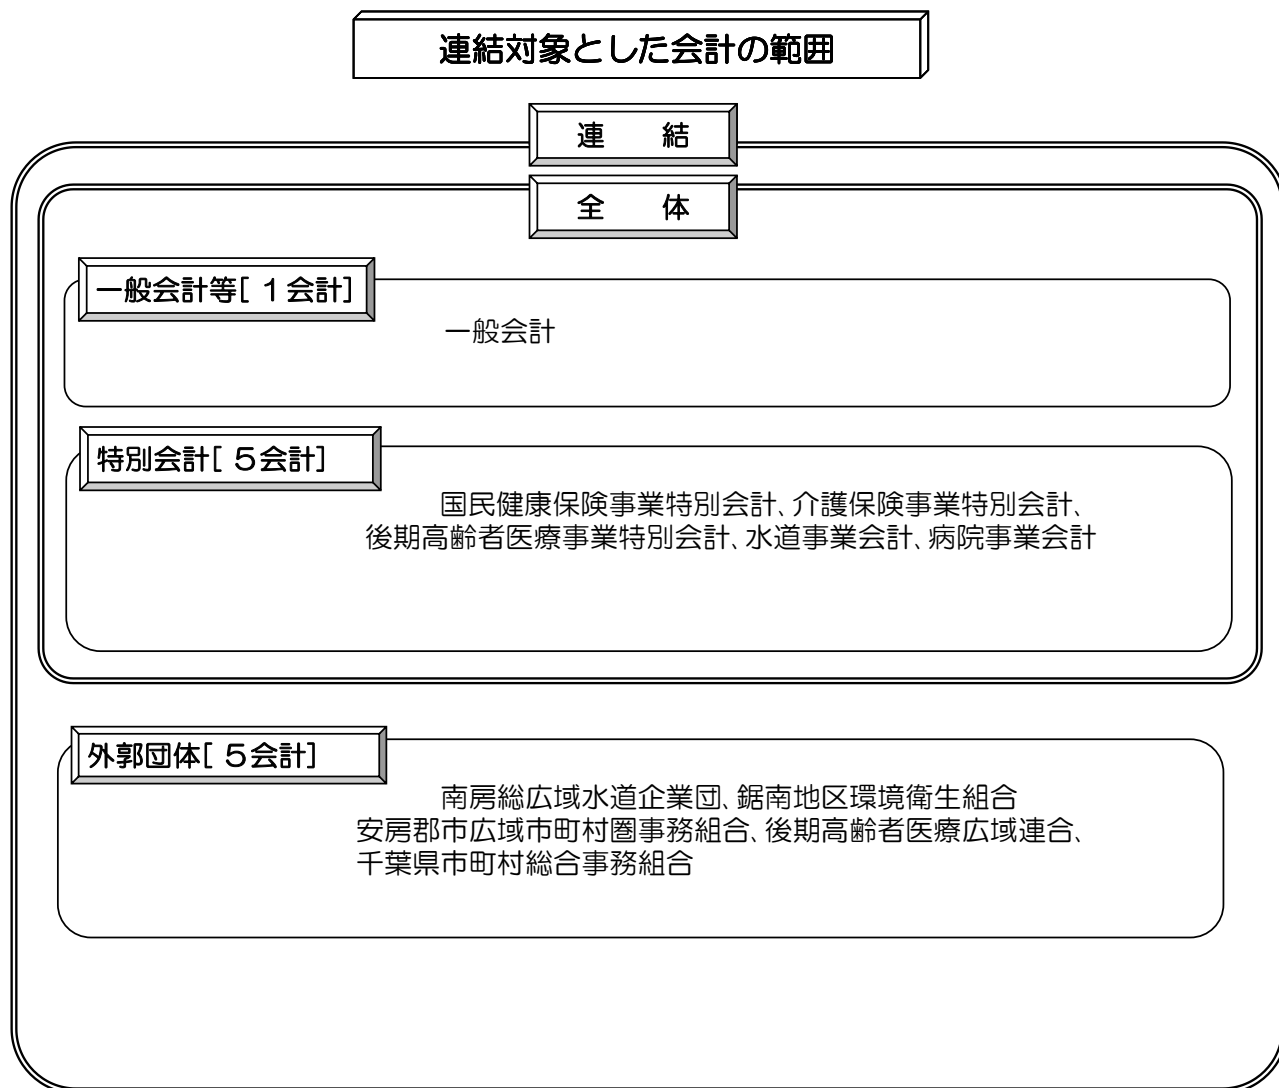 連結対象とした会計の範囲
連　　結
全　　体
一般会計等[ １会計]
一般会計
特別会計[ ５会計]
国民健康保険事業特別会計、介護保険事業特別会計、
後期高齢者医療事業特別会計、水道事業会計、病院事業会計
外郭団体[ ５会計]
南房総広域水道企業団、鋸南地区環境衛生組合
安房郡市広域市町村圏事務組合、後期高齢者医療広域連合、
千葉県市町村総合事務組合